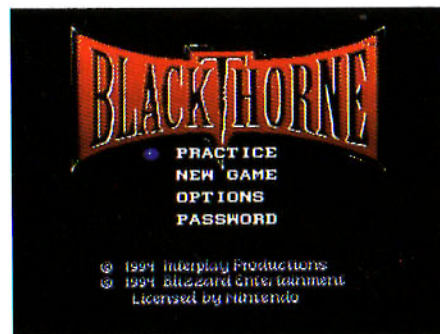 BLACKTHORNE
PRACTICE
NEW GAME
OPTIONS
PASSWORD
© 1994 Interplay Productions
© 1994 Blizzard Entertainment
Licensed by Nintendo